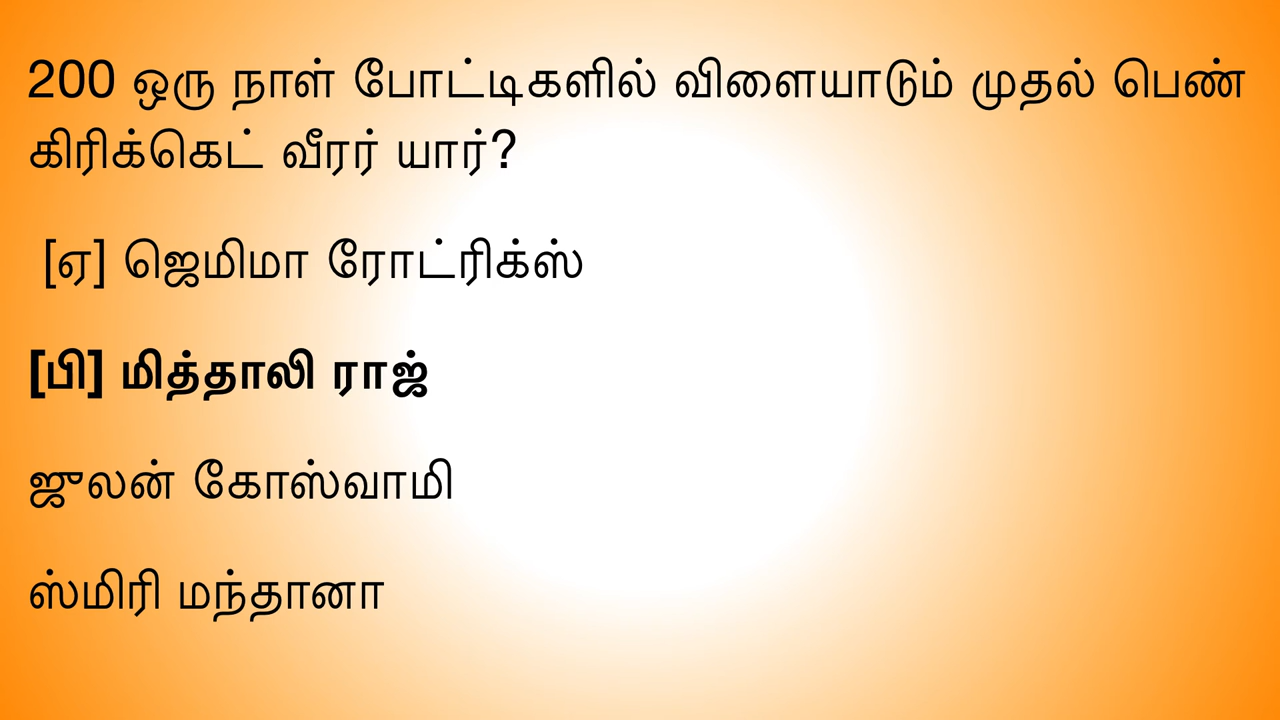 200 ஒரு நாள் போட்டிகளில் விளையாடும் முதல் பெண்
கிரிக்கெட் வீரர் யார்?
[ஏ] ஜெமிமா ரோட்ரிக்ஸ்
[பி] மித்தாலி ராஜ்
ஜுலன் கோஸ்வாமி
ஸ்மிரி மந்தானா